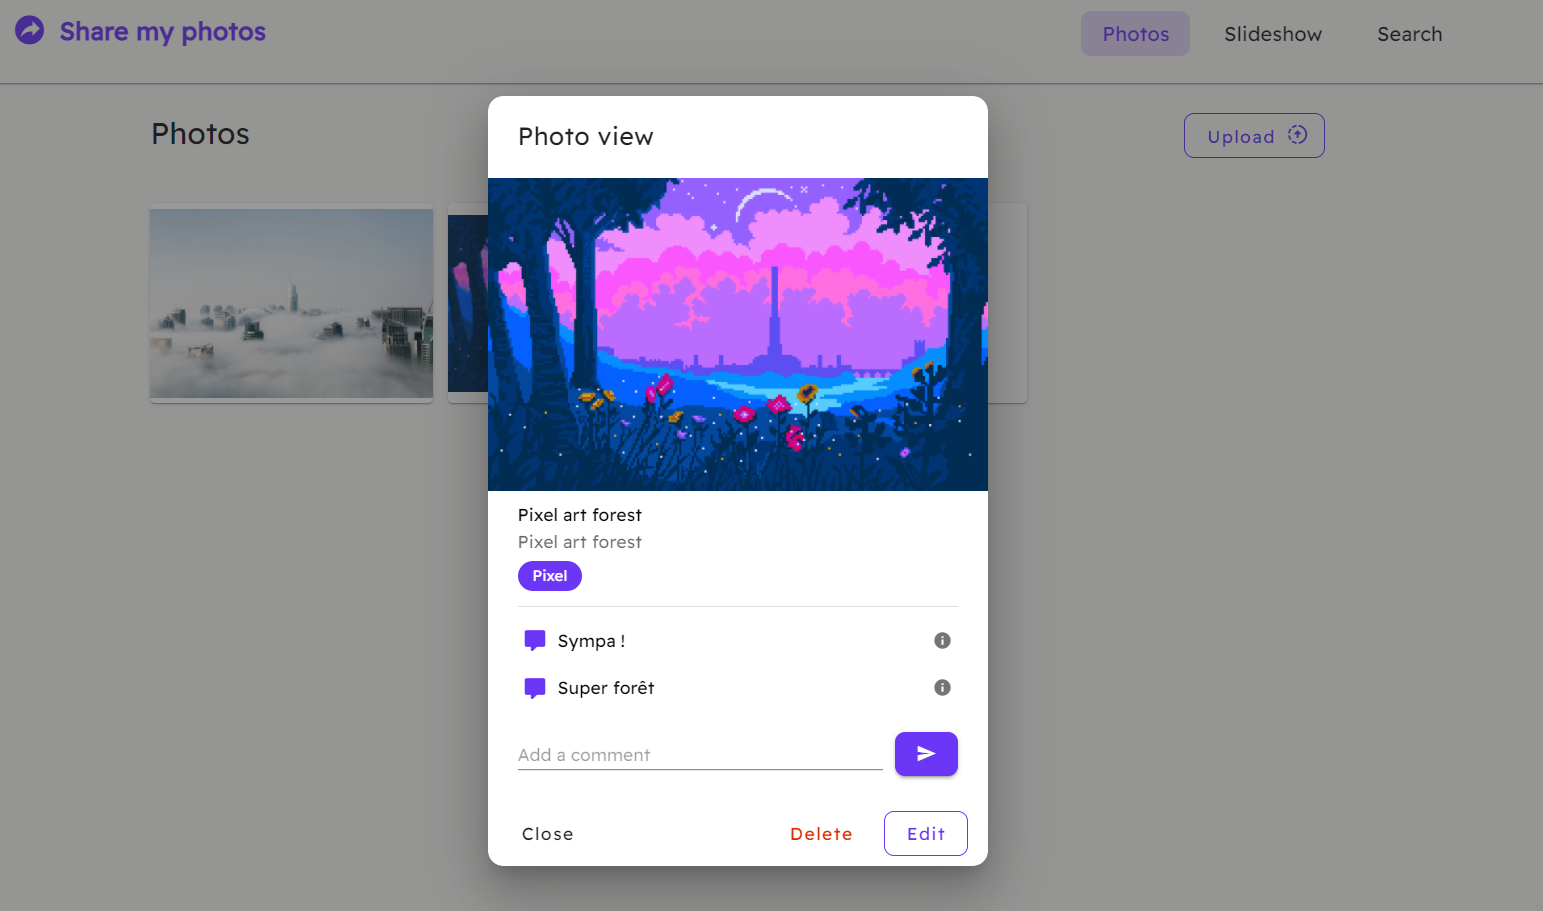 Share my photos
Photos
Slideshow
Search
Photos
Upload
Photo view
Pixel art forest
Pixel art forest
Pixel
Sympa !
Super forêt
Add a comment
Close
Delete
Edit